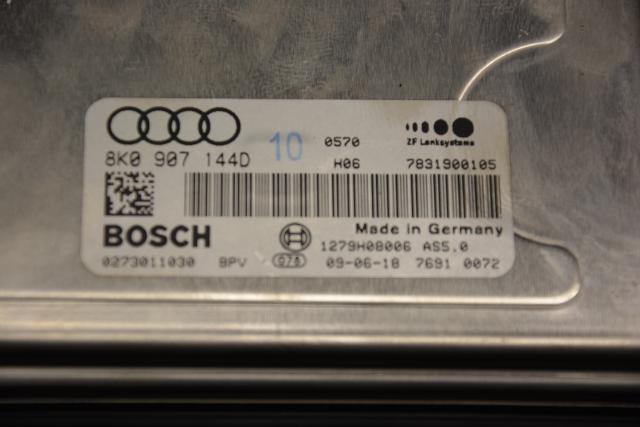 10 0570
ZF Lenksysteme
8K0 907 144D H06 7831900105
BOSCH Made in Germany
1279H08006 AS5.0
0273011030 BPV 078 09-06-18 7691 0072